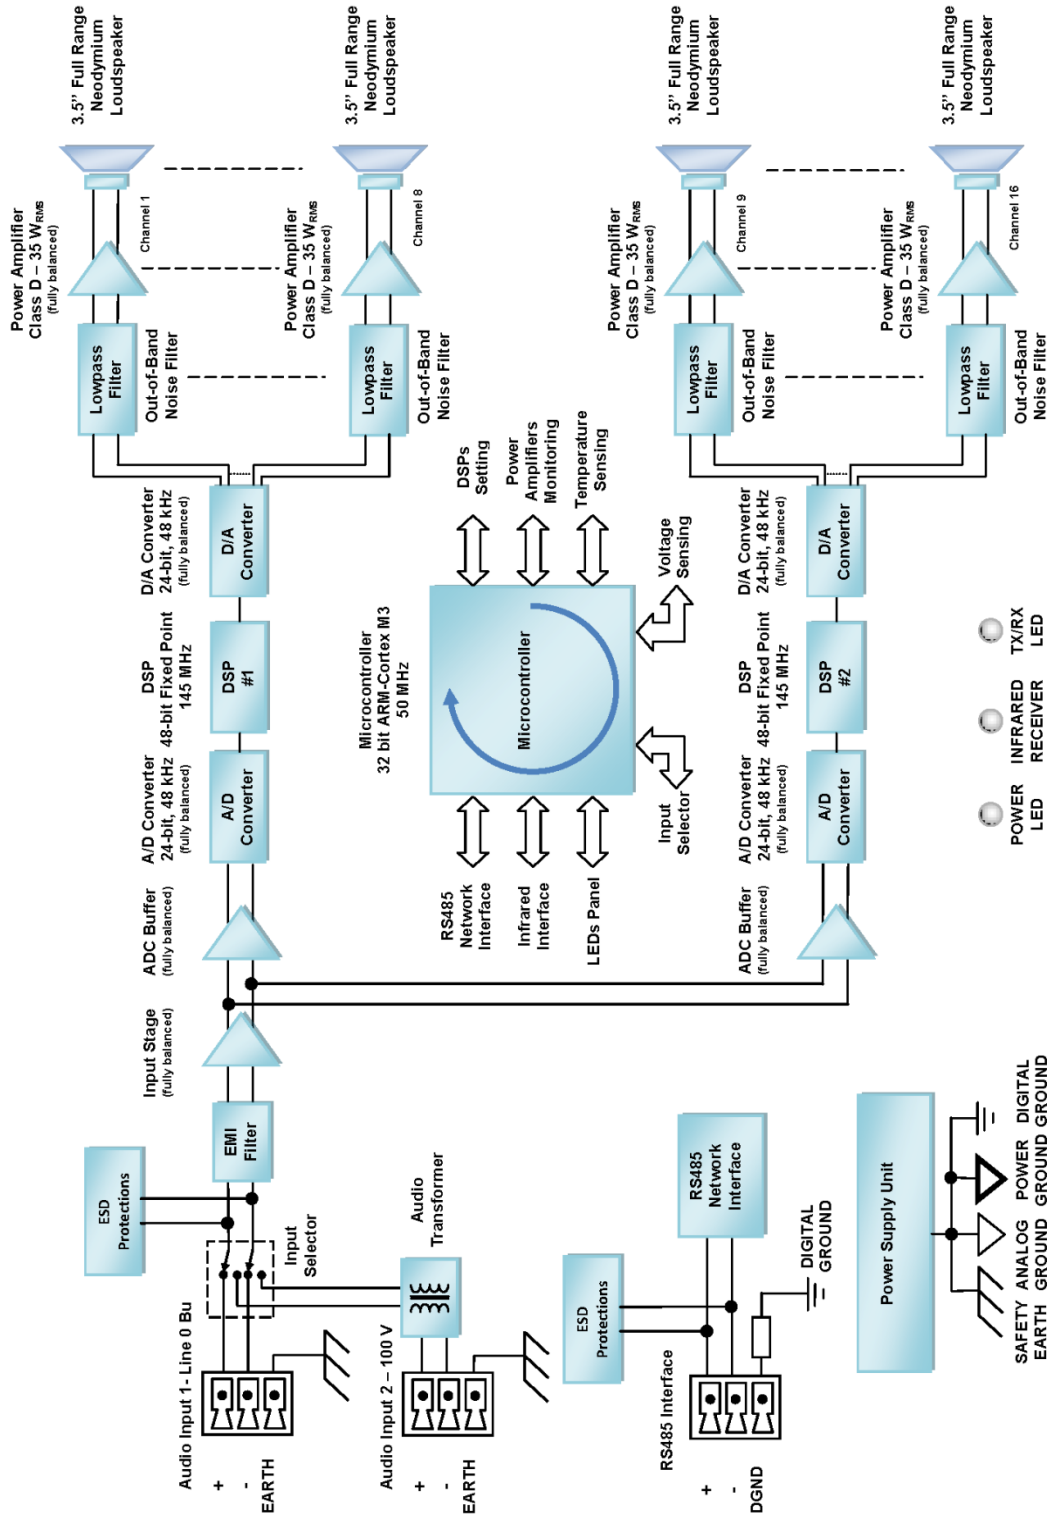 Audio Input 1- Line 0 Bu
+
-
EARTH
ESD
Protections
Input
Selector
EMI
Filter
Input Stage
(fully balanced)
ADC Buffer
(fully balanced)
A/D Converter
24-bit, 48 kHz
(fully balanced)
A/D
Converter
DSP
48-bit Fixed Point
145 MHz
DSP
#1
D/A Converter
24-bit, 48 kHz
(fully balanced)
D/A
Converter
Lowpass
Filter
Out-of-Band
Noise Filter
Power Amplifier
Class D – 35 WRMS
(fully balanced)
Channel 1
3.5” Full Range
Neodymium
Loudspeaker
Lowpass
Filter
Out-of-Band
Noise Filter
Power Amplifier
Class D – 35 WRMS
(fully balanced)
Channel 8
3.5” Full Range
Neodymium
Loudspeaker
Audio Input 2 – 100 V
+
-
EARTH
Audio
Transformer
Microcontroller
32 bit ARM-Cortex M3
50 MHz
Microcontroller
RS485
Network
Interface
Infrared
Interface
LEDs Panel
Input
Selector
Voltage
Sensing
DSPs
Setting
Power
Amplifiers
Monitoring
Temperature
Sensing
RS485 Interface
+
-
DGND
ESD
Protections
RS485
Network
Interface
DIGITAL
GROUND
ADC Buffer
(fully balanced)
A/D Converter
24-bit, 48 kHz
(fully balanced)
A/D
Converter
DSP
48-bit Fixed Point
145 MHz
DSP
#2
D/A Converter
24-bit, 48 kHz
(fully balanced)
D/A
Converter
Lowpass
Filter
Out-of-Band
Noise Filter
Power Amplifier
Class D – 35 WRMS
(fully balanced)
Channel 9
3.5” Full Range
Neodymium
Loudspeaker
Lowpass
Filter
Out-of-Band
Noise Filter
Power Amplifier
Class D – 35 WRMS
(fully balanced)
Channel 16
3.5” Full Range
Neodymium
Loudspeaker
Power Supply Unit
SAFETY
EARTH
ANALOG
GROUND
POWER
GROUND
DIGITAL
GROUND
POWER
LED
INFRARED
RECEIVER
TX/RX
LED